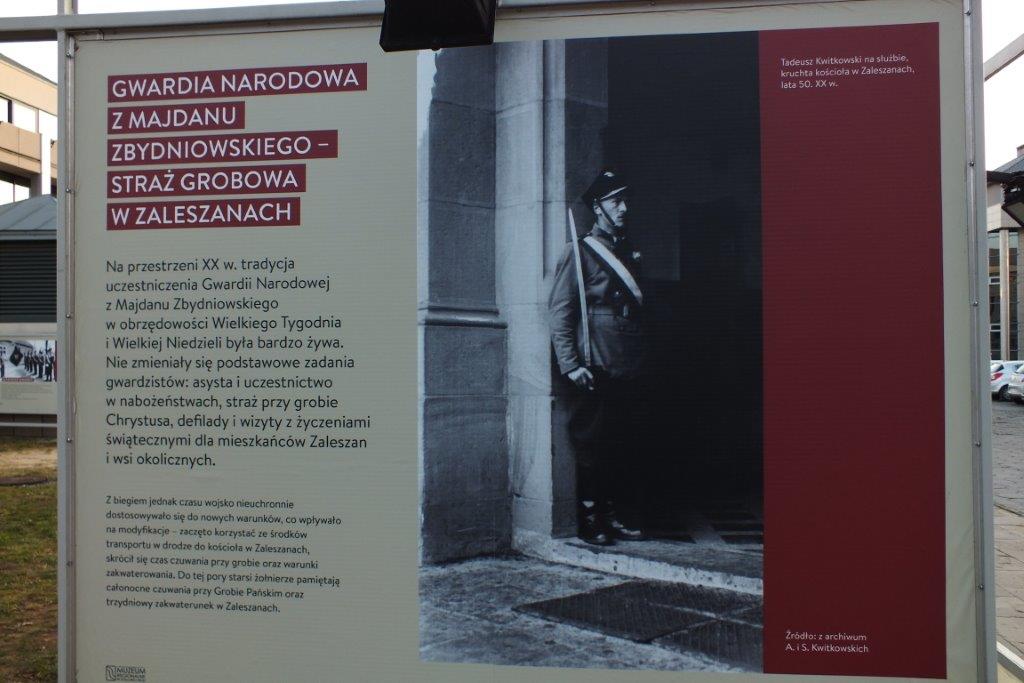 GWARDIA NARODOWA
Z MAJDANU
ZBYDNIOWSKIEGO –
STRAŻ GROBOWA
W ZALESZANACH
Na przestrzeni XX w. tradycja
uczestniczenia Gwardii Narodowej
z Majdanu Zbydniowskiego
w obrzędowości Wielkiego Tygodnia
i Wielkiej Niedzieli była bardzo żywa.
Nie zmieniały się podstawowe zadania
gwardzistów: asysta i uczestnictwo
w nabożeństwach, straż przy grobie
Chrystusa, defilady i wizyty z życzeniami
świątecznymi dla mieszkańców Zaleszan
i wsi okolicznych.
Z biegiem jednak czasu wojsko nieuchronnie
dostosowywało się do nowych warunków, co wpływało
na modyfikacje – zaczęto korzystać ze środków
transportu w drodze do kościoła w Zaleszanach,
skrócił się czas czuwania przy grobie oraz warunki
zakwaterowania. Do tej pory starsi żołnierze pamiętają
całonocne czuwania przy Grobie Pańskim oraz
trzydniowy zakwaterunek w Zaleszanach.
MUZEUM
REGIONALNE
Tadeusz Kwitkowski na służbie,
kruchta kościoła w Zaleszanach,
lata 50. XX w.
Źródło: z archiwum
A. i S. Kwitkowskich